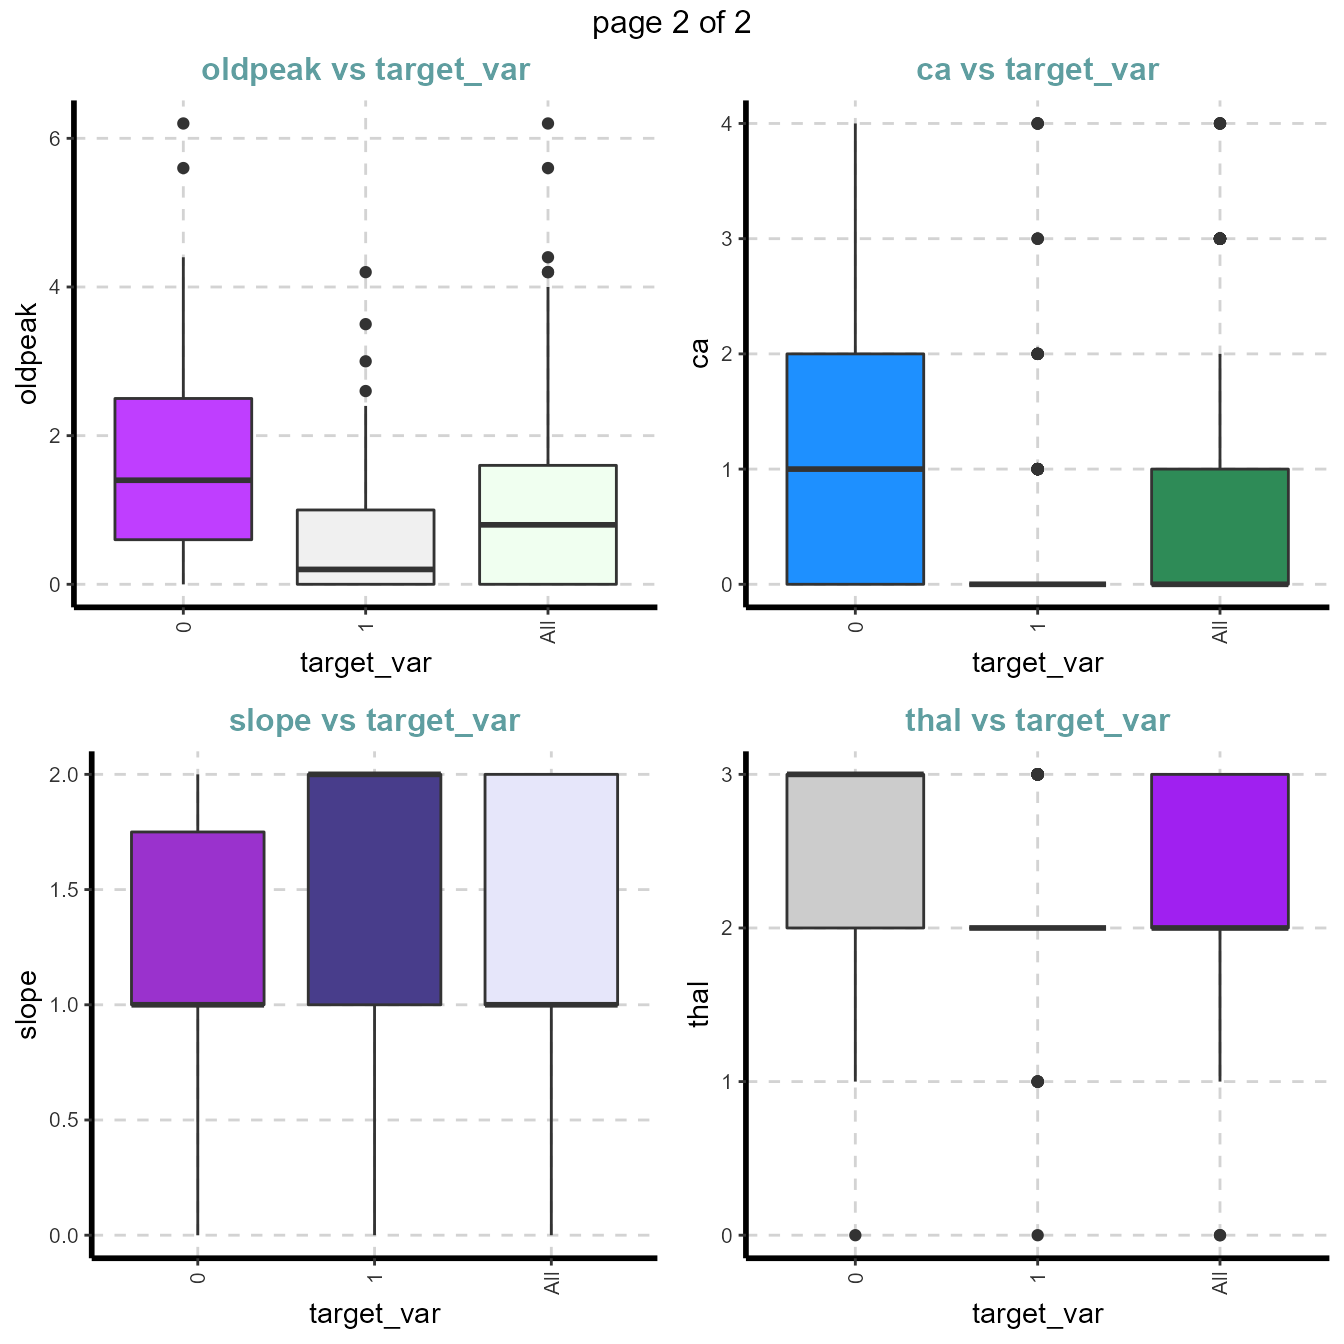 page 2 of 2
oldpeak vs target_var
oldpeak
6
4
2
0
0
1
All
target_var
ca vs target_var
ca
4
3
2
1
0
0
1
All
target_var
slope vs target_var
slope
2.0
1.5
1.0
0.5
0.0
0
1
All
target_var
thal vs target_var
thal
3
2
1
0
0
1
All
target_var